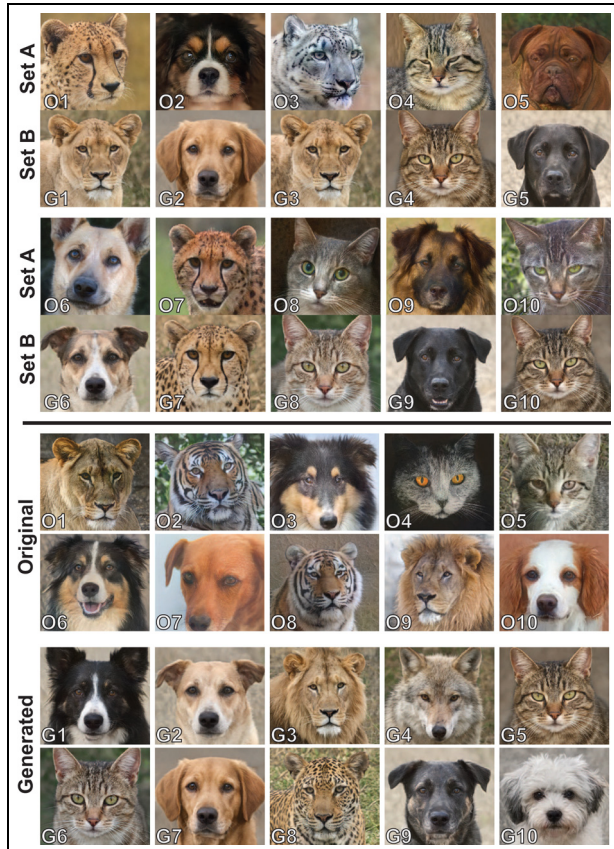 Set A
O1 O2 O3 O4 O5
Set B
G1 G2 G3 G4 G5
Set A
O6 O7 O8 O9 O10
Set B
G6 G7 G8 G9 G10
Original
O1 O2 O3 O4 O5
O6 O7 O8 O9 O10
Generated
G1 G2 G3 G4 G5
G6 G7 G8 G9 G10